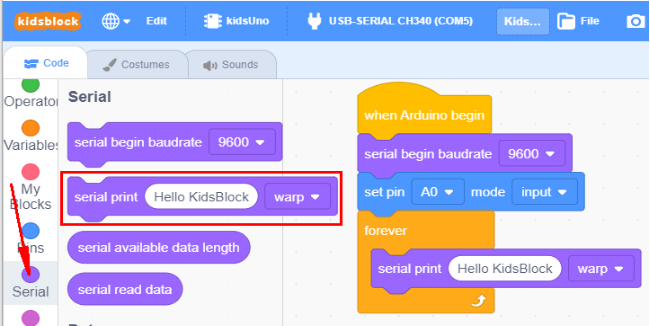 kidsblock Edit kidsUno USB-SERIAL CH340 (COM5) Kids... File
Code Costumes Sounds
Operator
Variables
My
Blocks
Pins
Serial
Serial
serial begin baudrate 9600
serial print Hello KidsBlock warp
serial available data length
serial read data
when Arduino begin
serial begin baudrate 9600
set pin A0 mode input
forever
serial print Hello KidsBlock warp